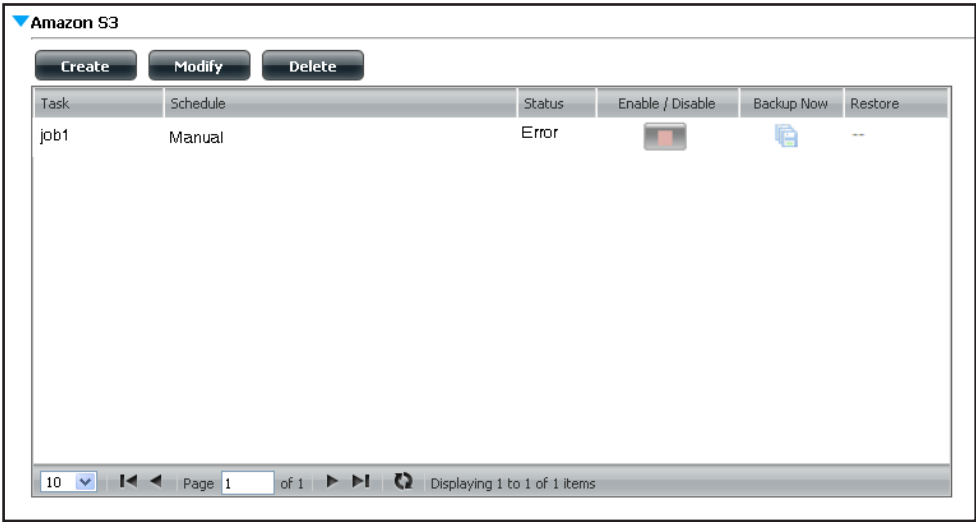 Amazon S3
Create Modify Delete
Task Schedule Status Enable / Disable Backup Now Restore
job1 Manual Error --
10 Page 1 of 1 Displaying 1 to 1 of 1 items